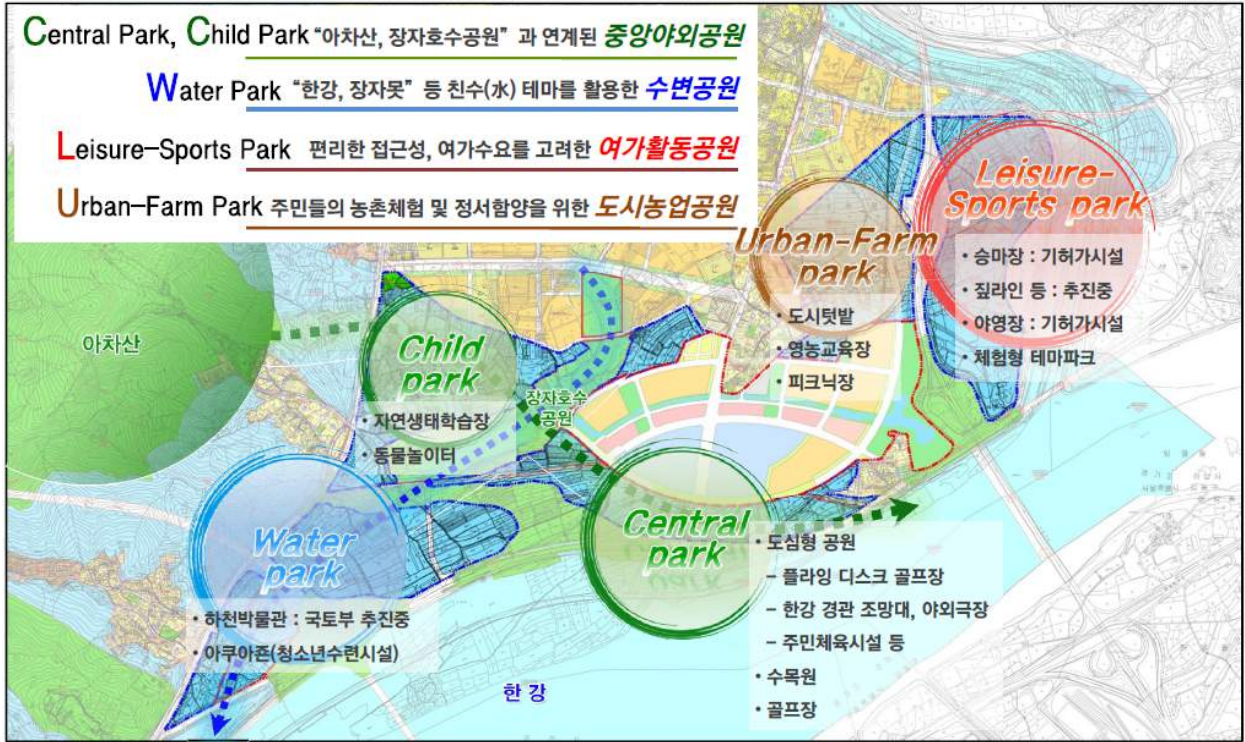 Central Park, Child Park “아차산, 장자호수공원” 과 연계된 중앙야외공원
Water Park “한강, 장자못” 등 친수(水) 테마를 활용한 수변공원
Leisure-Sports Park 편리한 접근성, 여가수요를 고려한 여가활동공원
Urban-Farm Park 주민들의 농촌체험 및 정서함양을 위한 도시농업공원
Leisure-
Sports park
• 승마장 : 기허가시설
• 짚라인 등 : 추진중
• 야영장 : 기허가시설
• 체험형 테마파크
Urban-Farm
park
• 도시텃밭
• 영농교육장
• 피크닉장
아차산
Child
park
• 자연생태학습장
• 동물놀이터
장자호수
공원
Water
park
• 하천박물관 : 국토부 추진중
• 아쿠아존(청소년수련시설)
Central
park
• 도심형 공원
– 플라잉 디스크 골프장
– 한강 경관 조망대, 야외극장
– 주민체육시설 등
• 수목원
• 골프장
한 강